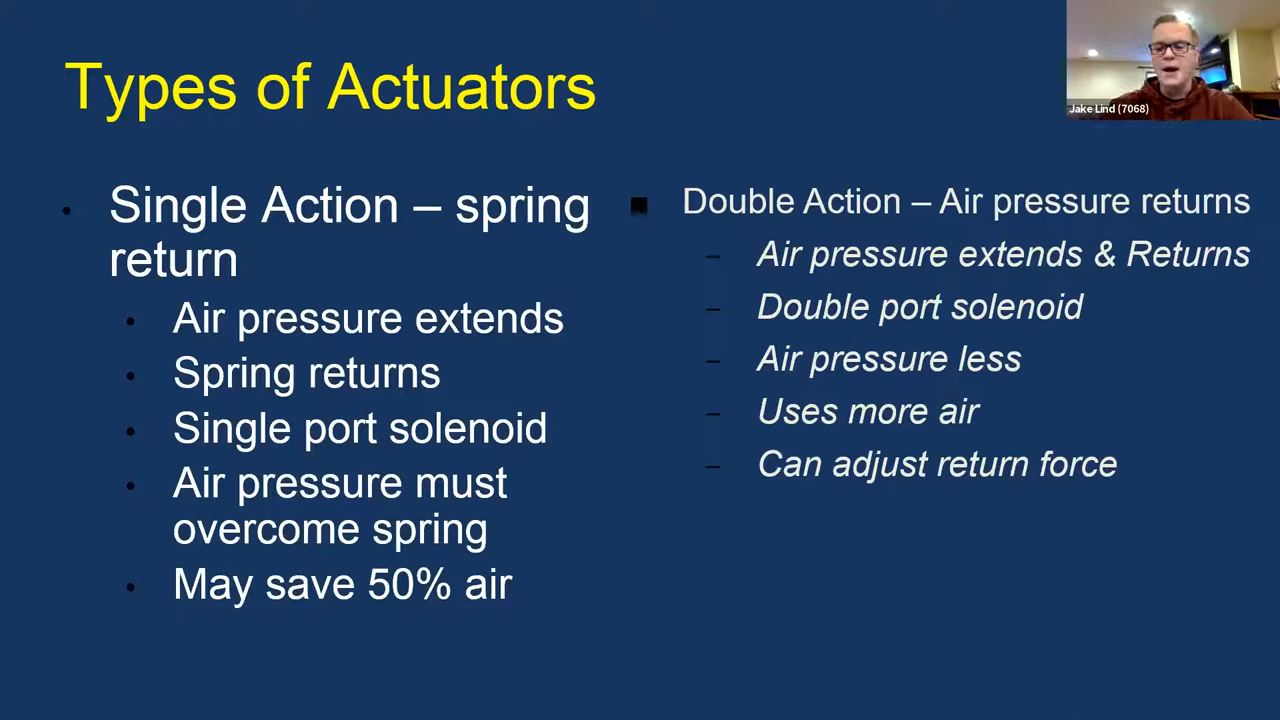 Types of Actuators
Jake Lind (7068)
Single Action – spring
return
Air pressure extends
Spring returns
Single port solenoid
Air pressure must
overcome spring
May save 50% air
Double Action – Air pressure returns
Air pressure extends & Returns
Double port solenoid
Air pressure less
Uses more air
Can adjust return force